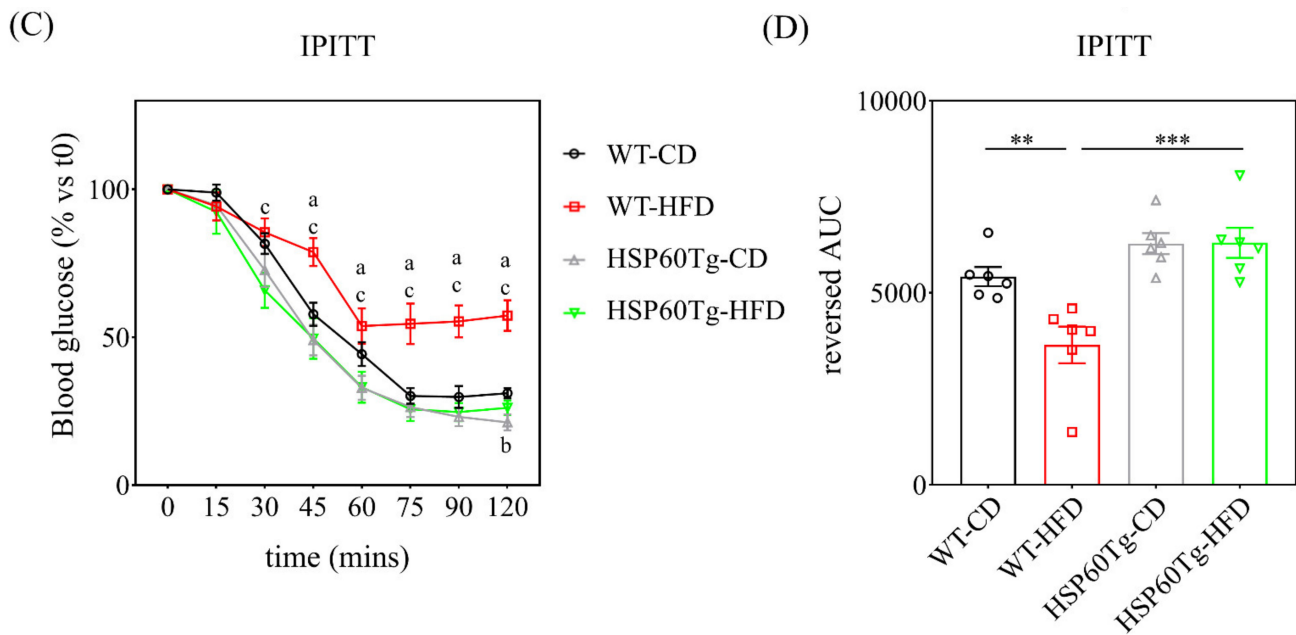 (C)
IPITT
Blood glucose (% vs t0)
100
50
0
c
a
c
a
c
a
c
a
c
a
c
b
0 15 30 45 60 75 90 120
time (mins)
WT-CD
WT-HFD
HSP60Tg-CD
HSP60Tg-HFD
(D)
IPITT
reversed AUC
10000
5000
0
**
***
WT-CD
WT-HFD
HSP60Tg-CD
HSP60Tg-HFD